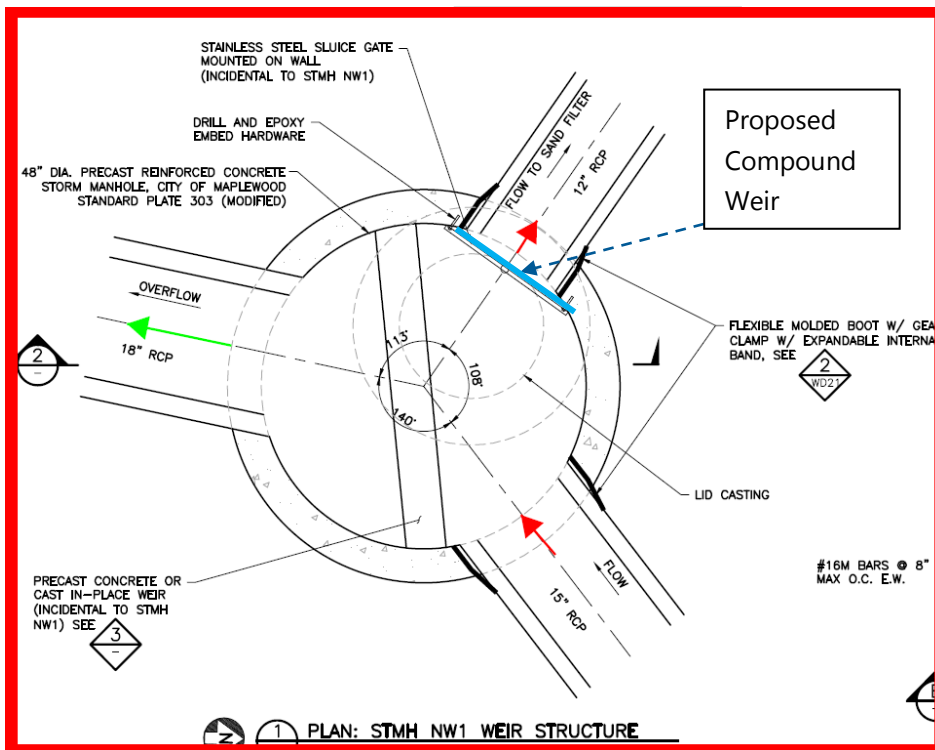 STAINLESS STEEL SLUICE GATE
MOUNTED ON WALL
(INCIDENTAL TO STMH NW1)
DRILL AND EPOXY
EMBED HARDWARE
48" DIA. PRECAST REINFORCED CONCRETE
STORM MANHOLE, CITY OF MAPLEWOOD
STANDARD PLATE 303 (MODIFIED)
FLOW TO SAND FILTER
12" RCP
Proposed
Compound
Weir
OVERFLOW
18" RCP
2
-
113°
108°
140°
FLEXIBLE MOLDED BOOT W/ GEA
CLAMP W/ EXPANDABLE INTERNA
BAND, SEE
2
WD21
LID CASTING
FLOW
15" RCP
#16M BARS @ 8"
MAX O.C. E.W.
PRECAST CONCRETE OR
CAST IN-PLACE WEIR
(INCIDENTAL TO STMH
NW1) SEE
3
-
N
1
PLAN: STMH NW1 WEIR STRUCTURE